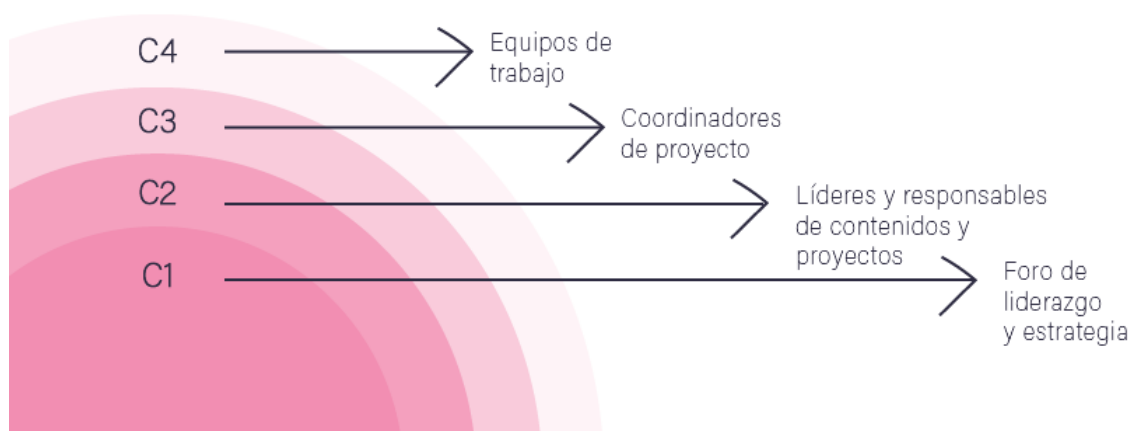 C4
Equipos de
trabajo
C3
Coordinadores
de proyecto
C2
Líderes y responsables
de contenidos y
proyectos
C1
Foro de
liderazgo
y estrategia